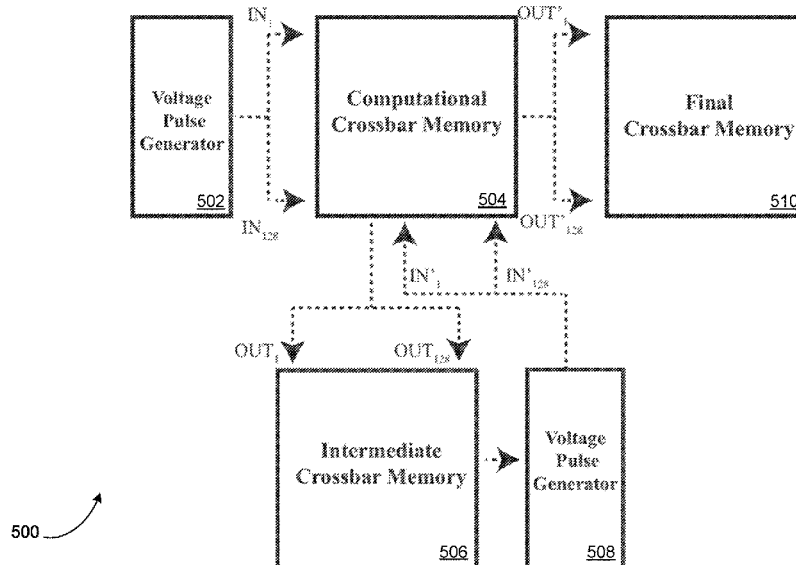 IN₁
OUT'₁
Voltage
Pulse
Generator
502
Computational
Crossbar Memory
504
Final
Crossbar Memory
510
IN₁₂₈
OUT'₁₂₈
IN'₁
IN'₁₂₈
OUT₁
OUT₁₂₈
Intermediate
Crossbar Memory
506
Voltage
Pulse
Generator
508
500